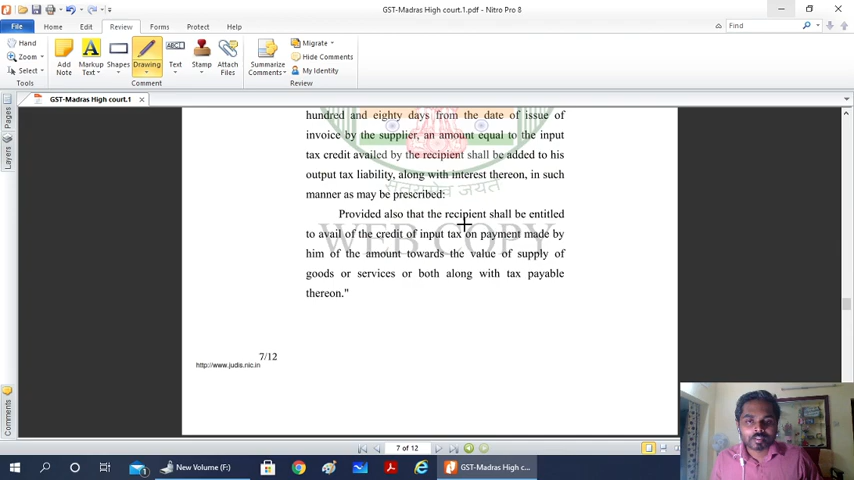 GST-Madras High court.1.pdf - Nitro Pro 8
File
Home
Edit
Review
Forms
Protect
Help
Find
Hand
Zoom
Select
Tools
Add
Note
Markup
Text
Shapes
Drawing
Text
Stamp
Attach
Files
Comment
Summarize
Comments
Migrate
Hide Comments
My Identity
Review
GST-Madras High court.1
Pages
Layers
Comments
hundred and eighty days from the date of issue of
invoice by the supplier, an amount equal to the input
tax credit availed by the recipient shall be added to his
output tax liability, along with interest thereon, in such
manner as may be prescribed:
सत्यमेव जयते
WEB COPY
Provided also that the recipient shall be entitled
to avail of the credit of input tax on payment made by
him of the amount towards the value of supply of
goods or services or both along with tax payable
thereon."
7/12
http://www.judis.nic.in
7 of 12
New Volume (F:)
GST-Madras High c...